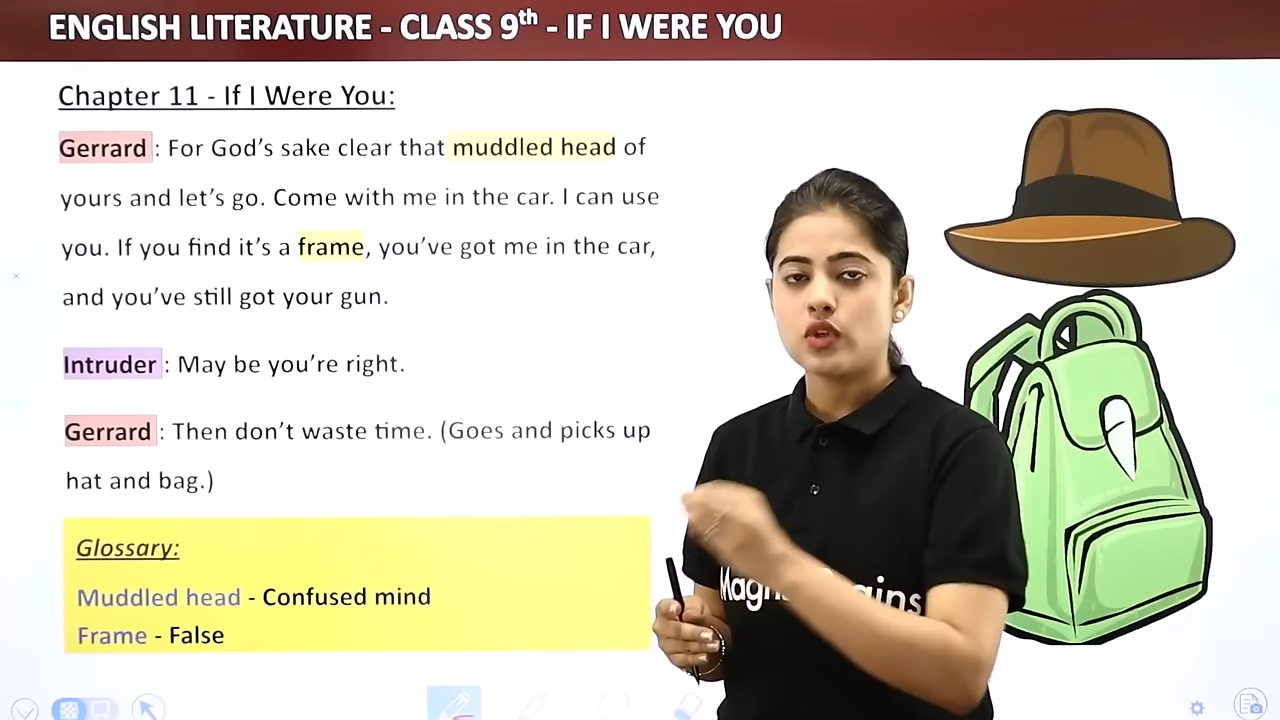 ENGLISH LITERATURE - CLASS 9th - IF I WERE YOU
Chapter 11 - If I Were You:
Gerrard : For God's sake clear that muddled head of
yours and let's go. Come with me in the car. I can use
you. If you find it's a frame, you've got me in the car,
and you've still got your gun.
Intruder : May be you're right.
Gerrard : Then don't waste time. (Goes and picks up
hat and bag.)
Glossary:
Muddled head - Confused mind
Frame - False